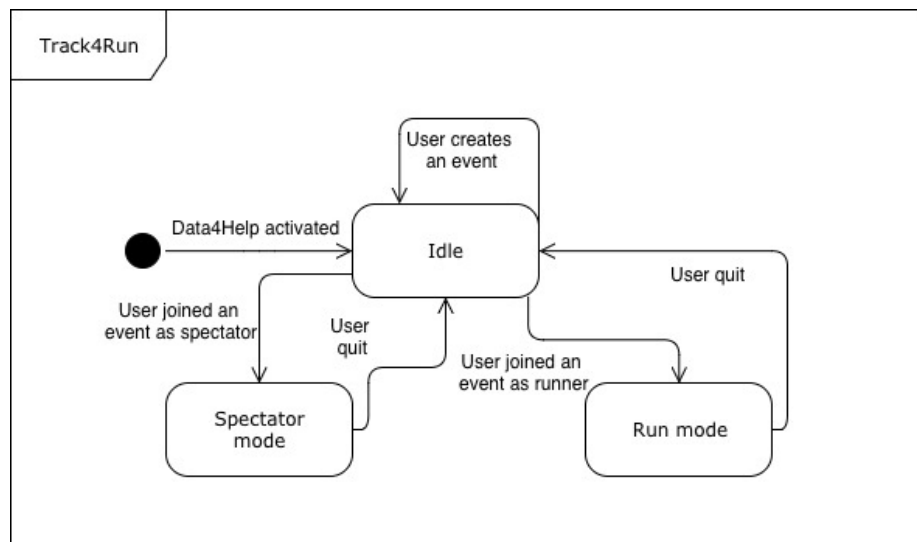 Track4Run
User creates
an event
Data4Help activated
Idle
User quit
User joined an
event as spectator
User
quit
User joined an
event as runner
Spectator
mode
Run mode